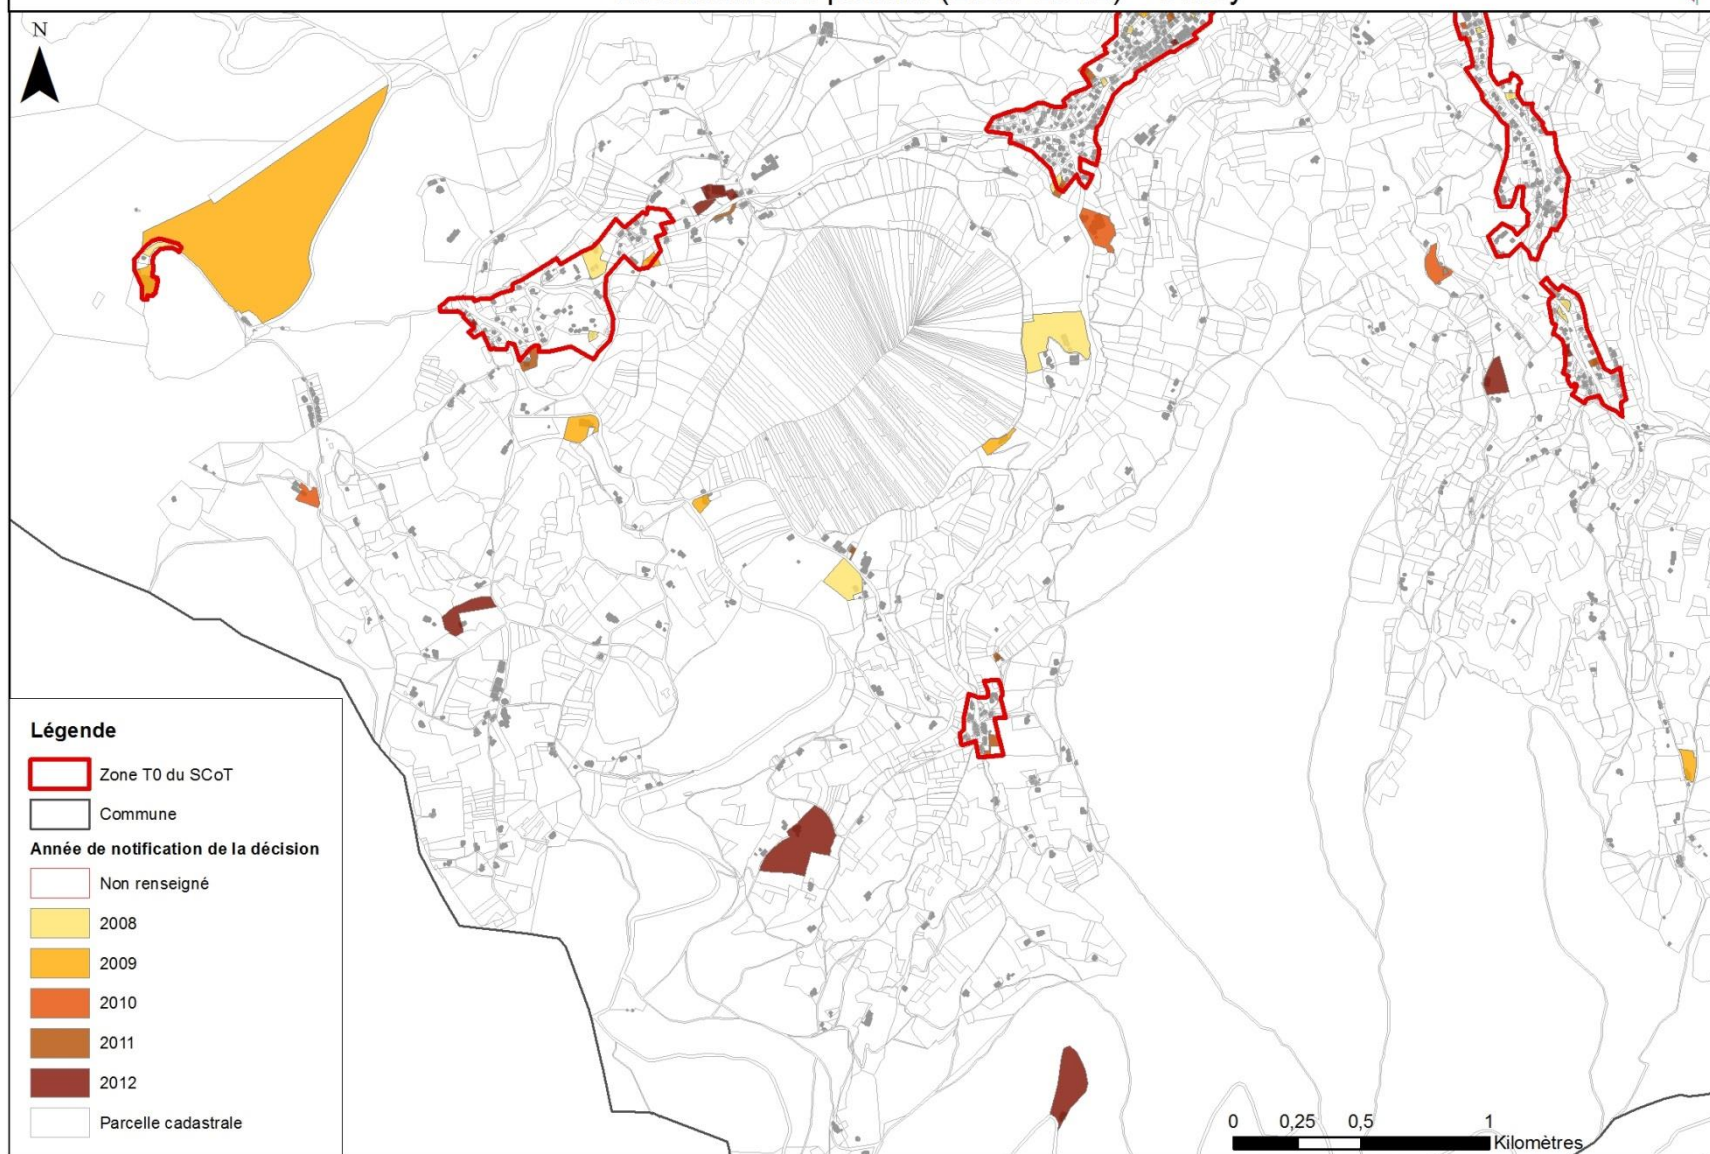 N
Légende
Zone T0 du SCoT
Commune
Année de notification de la décision
Non renseigné
2008
2009
2010
2011
2012
Parcelle cadastrale
0 0,25 0,5 1
Kilomètres